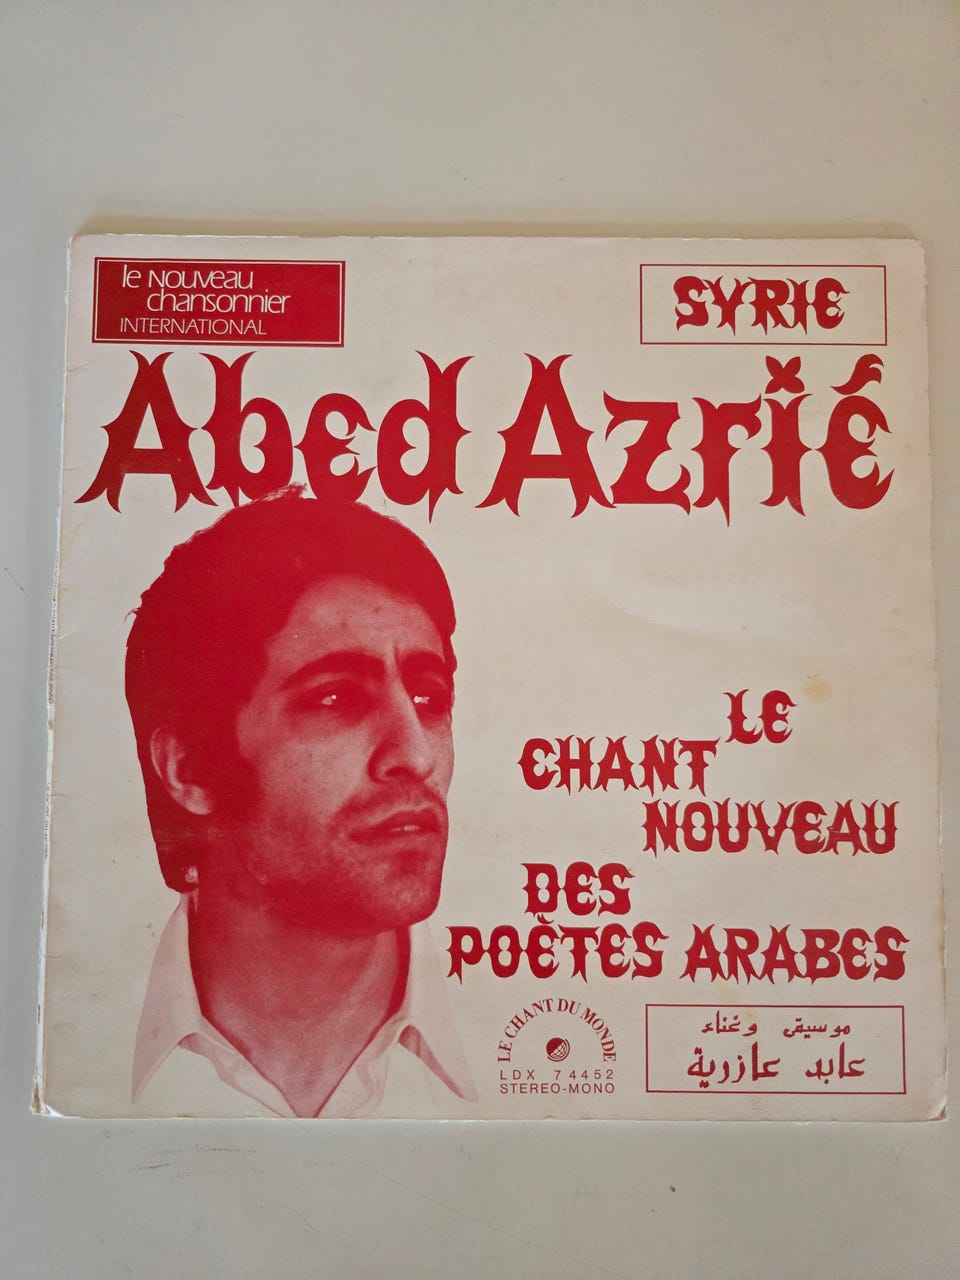 le NOUVEAU
chansonnier
INTERNATIONAL
SYRIE
Abed Azrié
LE
CHANT
NOUVEAU
DES
POÈTES ARABES
LE CHANT DU MONDE
LDX 74452
STEREO-MONO
موسيقى وغناء
عابد عازرية